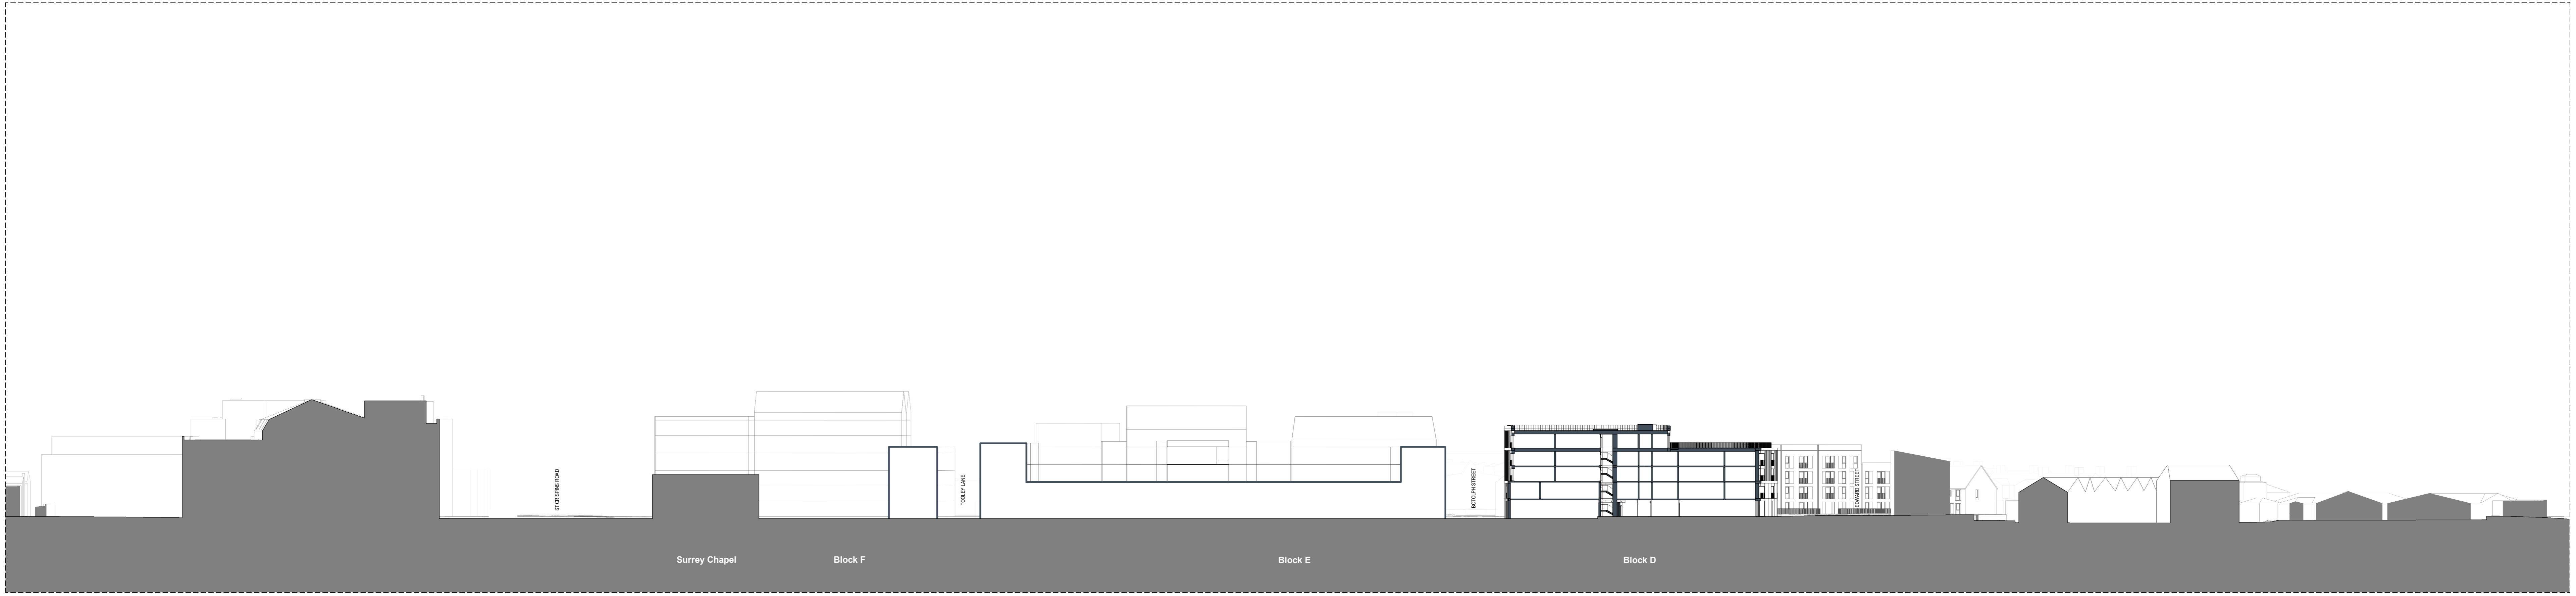 ST CRISPINS ROAD
TOOLEY LANE
BOTOLPH STREET
EDWARD STREET
Surrey Chapel
Block F
Block E
Block D